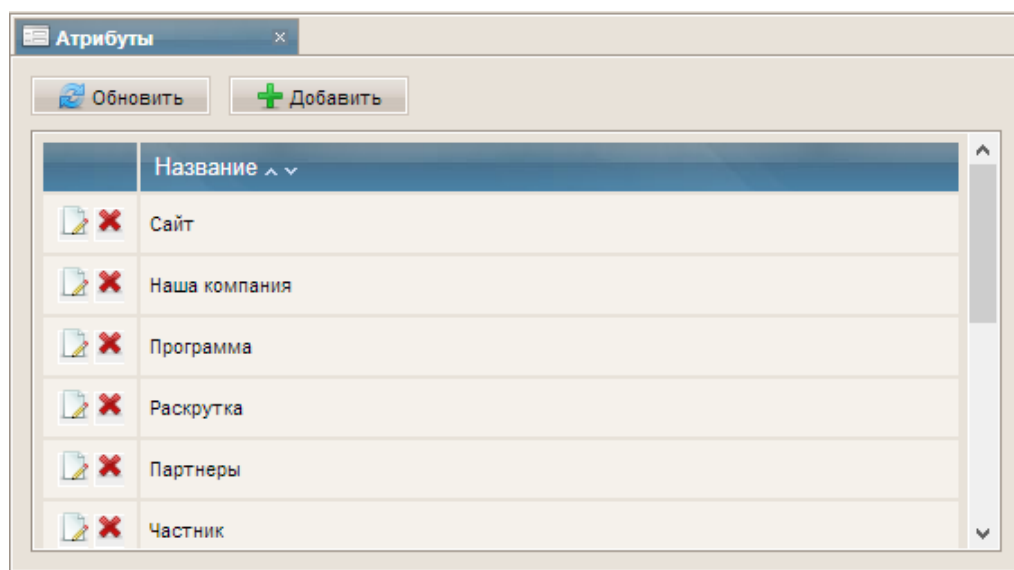 Атрибуты
Обновить Добавить
Название
Сайт
Наша компания
Программа
Раскрутка
Партнеры
Частник